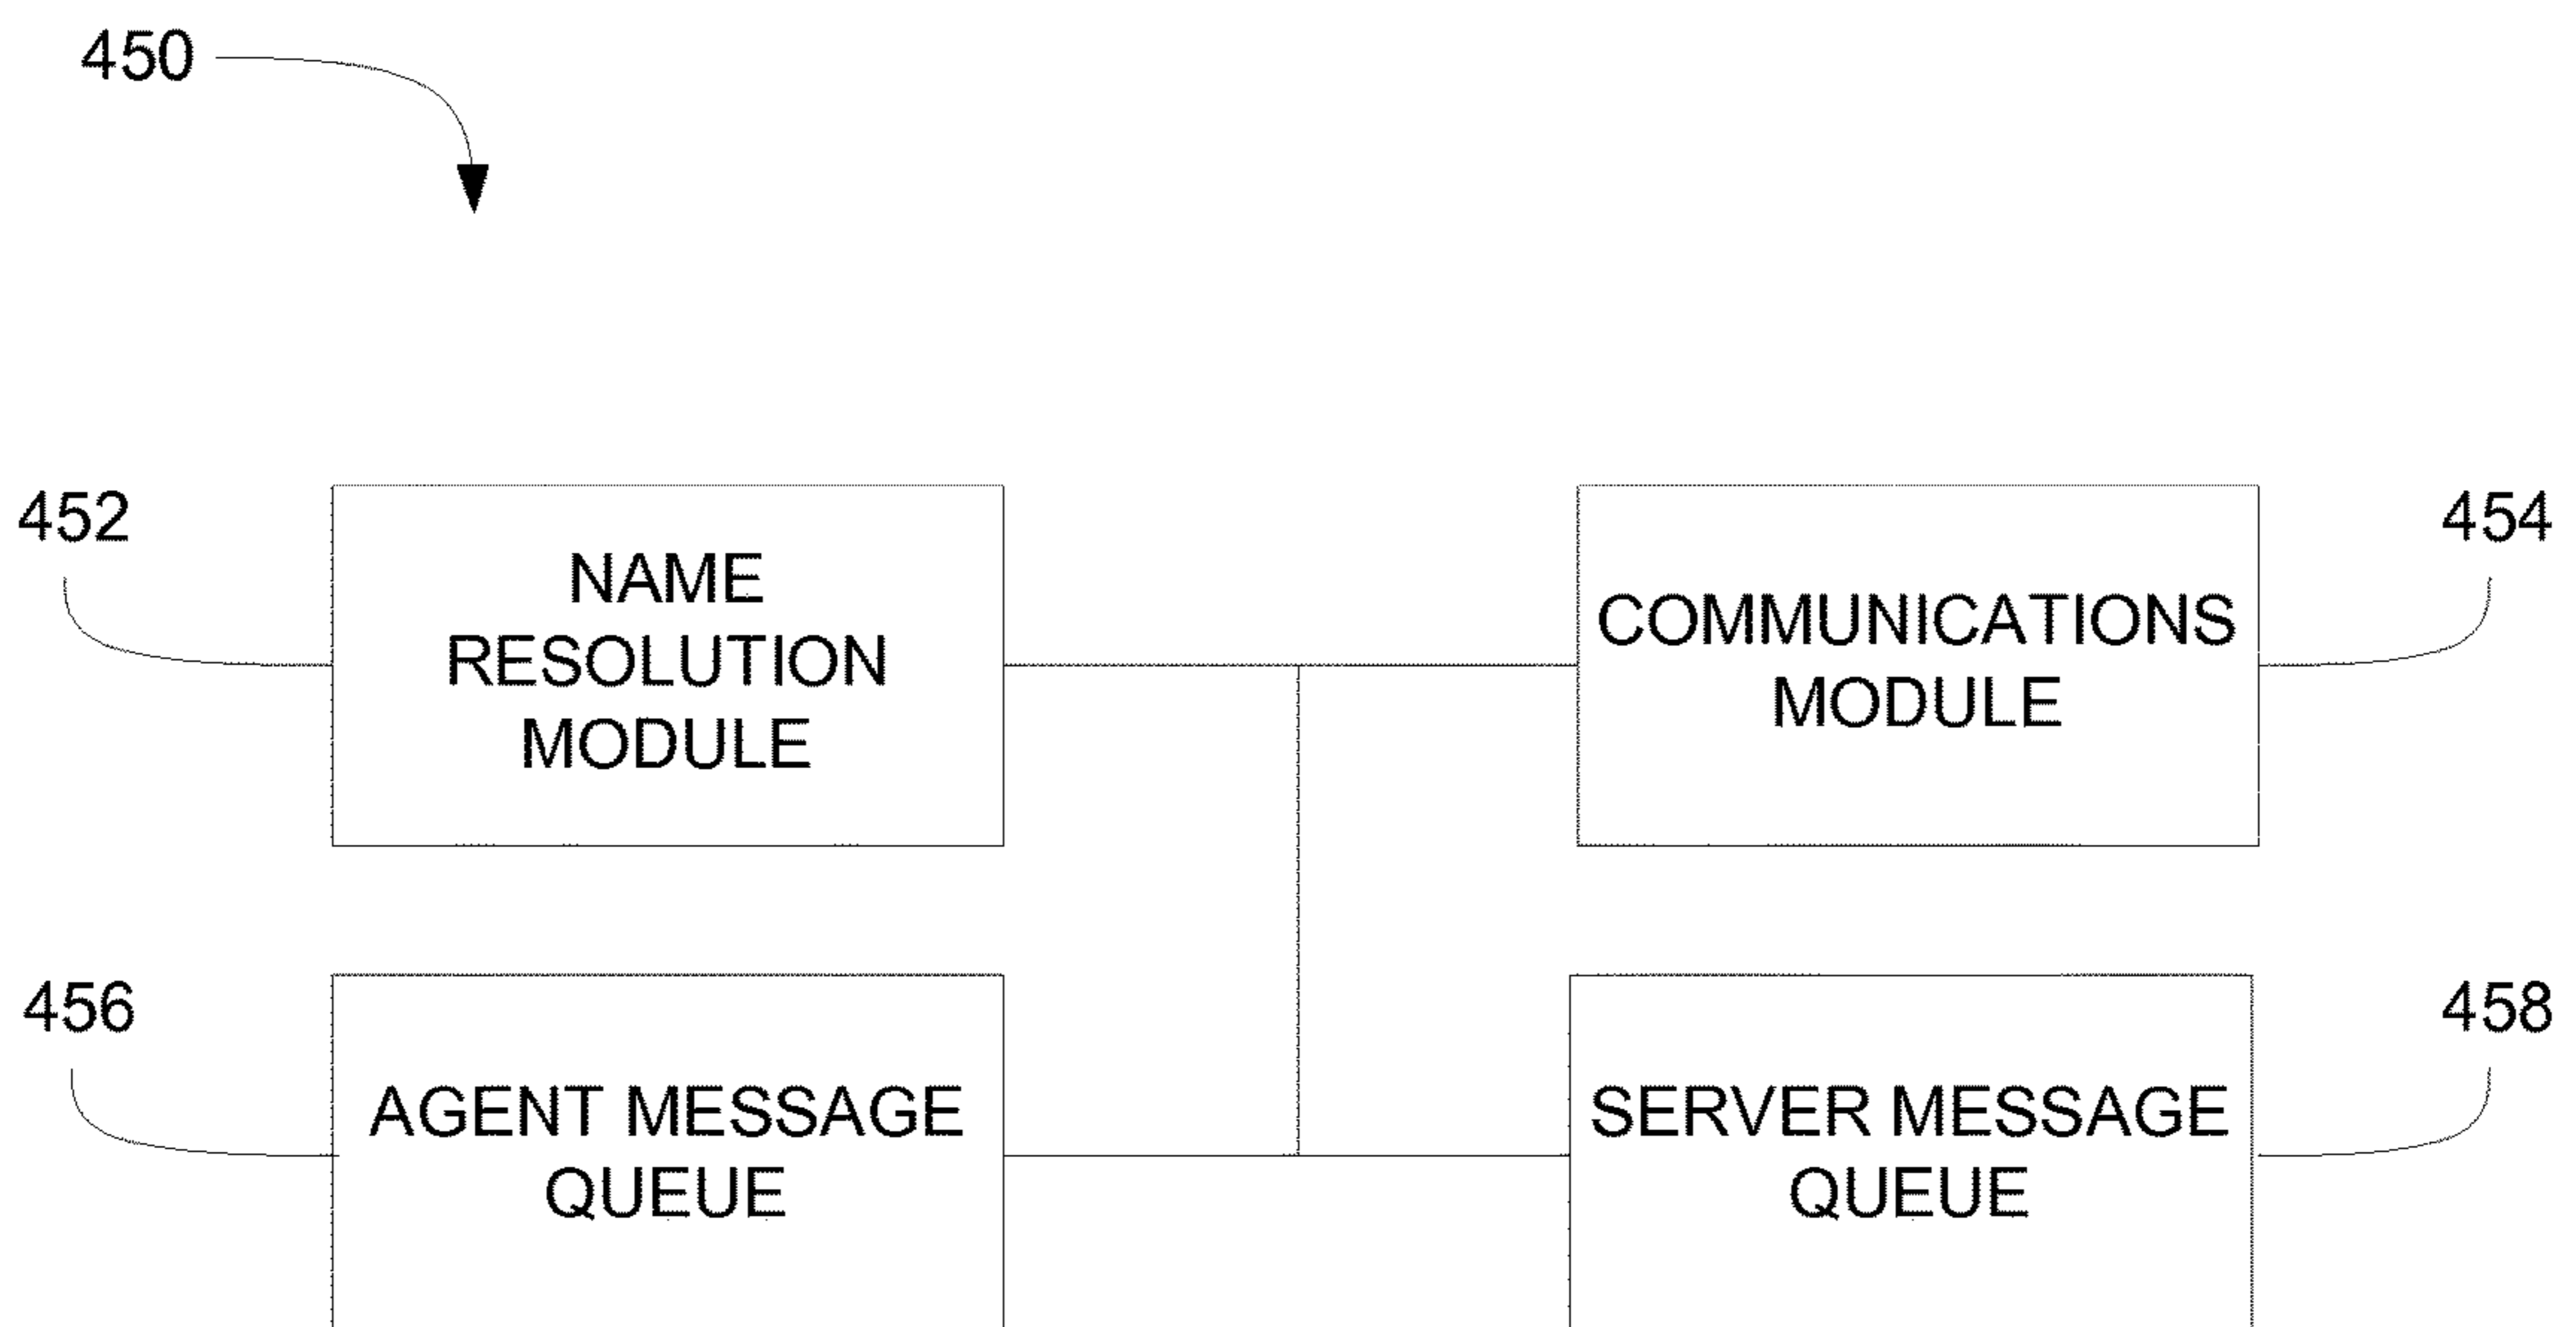 450
452
NAME
RESOLUTION
MODULE
COMMUNICATIONS
MODULE
454
456
AGENT MESSAGE
QUEUE
SERVER MESSAGE
QUEUE
458